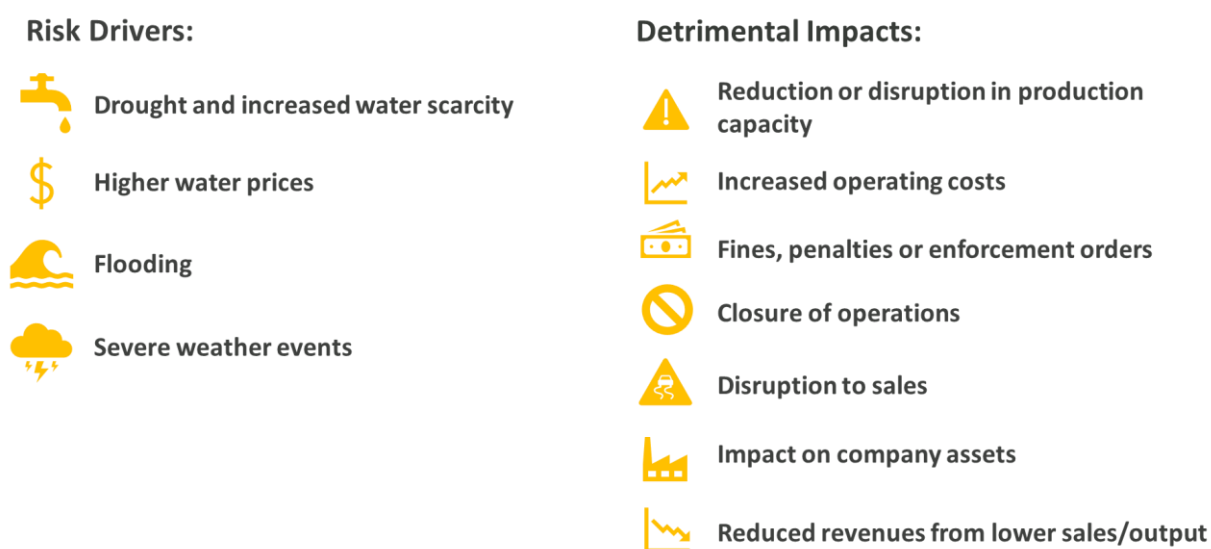 Risk Drivers:
Drought and increased water scarcity
Higher water prices
Flooding
Severe weather events
Detrimental Impacts:
Reduction or disruption in production
capacity
Increased operating costs
Fines, penalties or enforcement orders
Closure of operations
Disruption to sales
Impact on company assets
Reduced revenues from lower sales/output